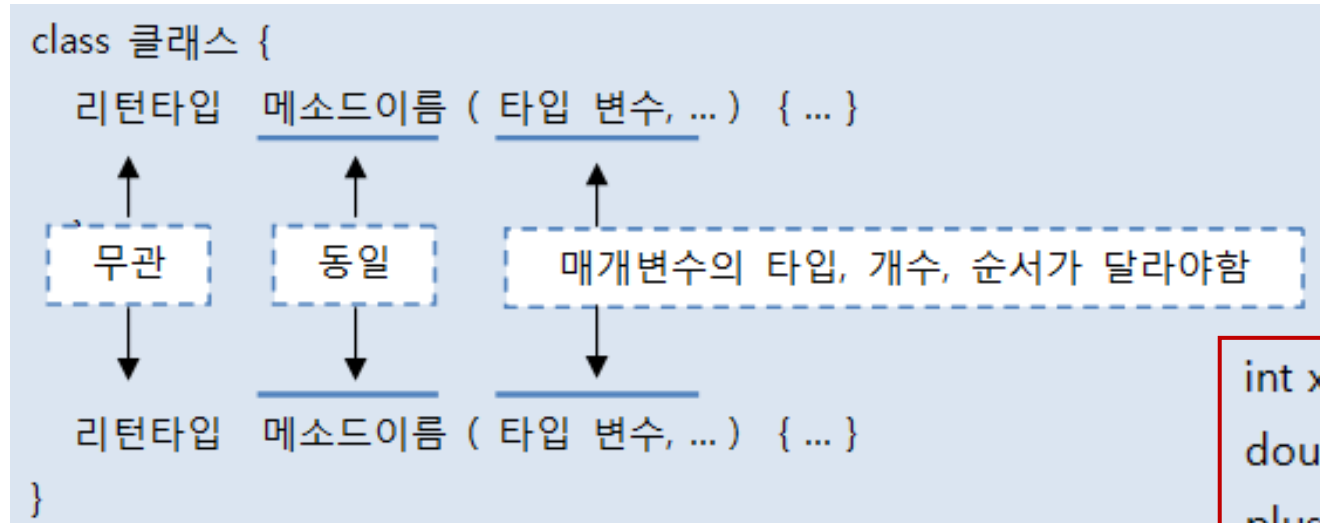 class 클래스 {
리턴타입 메소드이름 ( 타입 변수, ... ) { ... }
무관 동일 매개변수의 타입, 개수, 순서가 달라야함
int
리턴타입 메소드이름 ( 타입 변수, ... ) { ... }
}